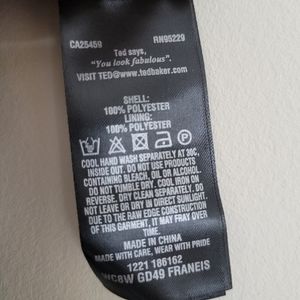 CA25459 RN95229
Ted says,
"You look fabulous".
VISIT TED@www.tedbaker.com
SHELL:
100% POLYESTER
LINING:
100% POLYESTER
COOL HAND WASH SEPARATELY AT 30C,
INSIDE OUT. DO NOT USE PRODUCTS
CONTAINING BLEACH, OIL OR ALCOHOL.
DO NOT TUMBLE DRY. COOL IRON ON
REVERSE. DRY CLEAN SEPARATELY. DO
NOT LEAVE OR DRY IN DIRECT SUNLIGHT.
DUE TO THE RAW EDGE CONSTRUCTION
OF THIS GARMENT, IT MAY FRAY OVER
TIME.
MADE IN CHINA
MADE WITH CARE, WEAR WITH PRIDE
1221 186162
WC8W GD49 FRANEIS